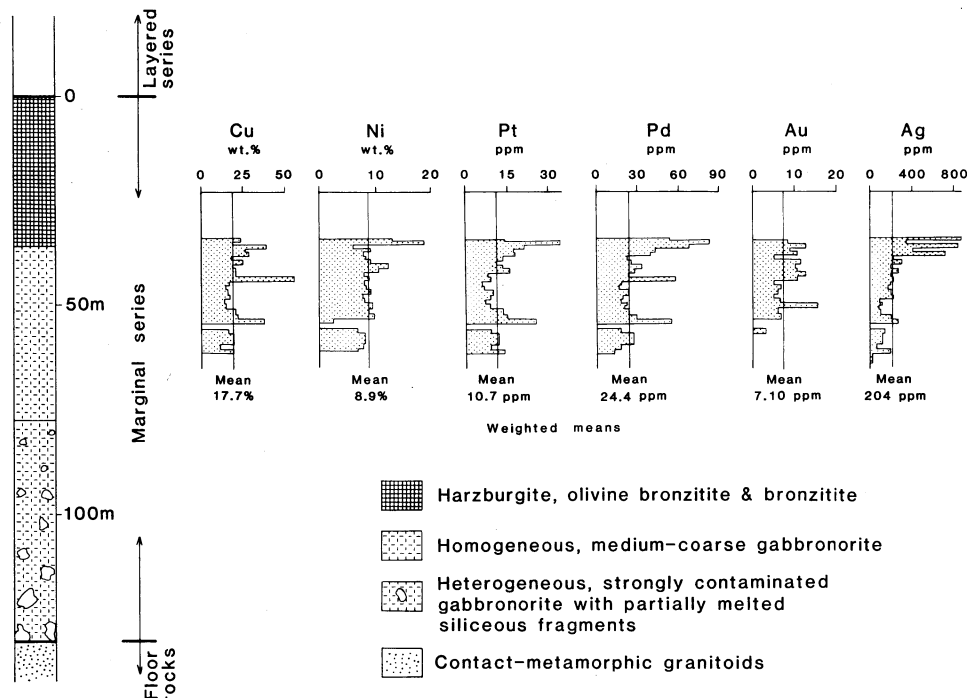 Layered
series
0
50m
Marginal series
100m
Floor
rocks
Cu
wt.%
0 25 50
Mean
17.7%
Ni
wt.%
0 10 20
Mean
8.9%
Pt
ppm
0 15 30
Mean
10.7 ppm
Pd
ppm
0 30 60 90
Mean
24.4 ppm
Au
ppm
0 10 20
Mean
7.10 ppm
Ag
ppm
0 400 800
Mean
204 ppm
Weighted means
Harzburgite, olivine bronzitite & bronzitite
Homogeneous, medium-coarse gabbronorite
Heterogeneous, strongly contaminated
gabbronorite with partially melted
siliceous fragments
Contact-metamorphic granitoids